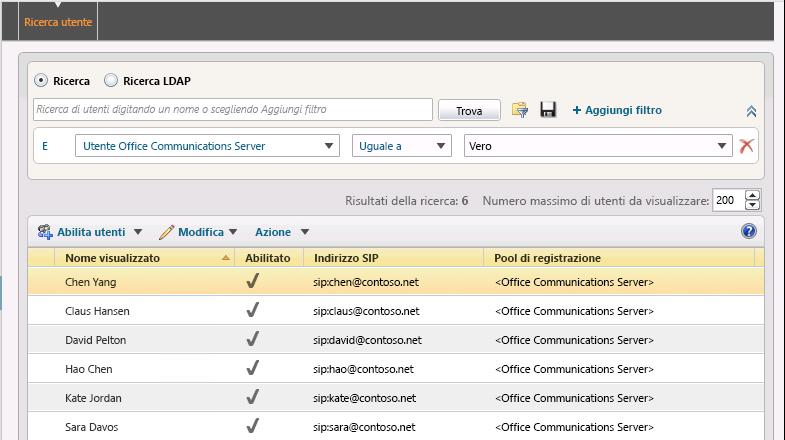 Ricerca utente
Ricerca Ricerca LDAP
Ricerca di utenti digitando un nome o scegliendo Aggiungi filtro Trova + Aggiungi filtro
E Utente Office Communications Server Uguale a Vero
Risultati della ricerca: 6 Numero massimo di utenti da visualizzare: 200
Abilita utenti Modifica Azione ?
Nome visualizzato Abilitato Indirizzo SIP Pool di registrazione
Chen Yang sip:chen@contoso.net <Office Communications Server>
Claus Hansen sip:claus@contoso.net <Office Communications Server>
David Pelton sip:david@contoso.net <Office Communications Server>
Hao Chen sip:hao@contoso.net <Office Communications Server>
Kate Jordan sip:kate@contoso.net <Office Communications Server>
Sara Davos sip:sara@contoso.net <Office Communications Server>